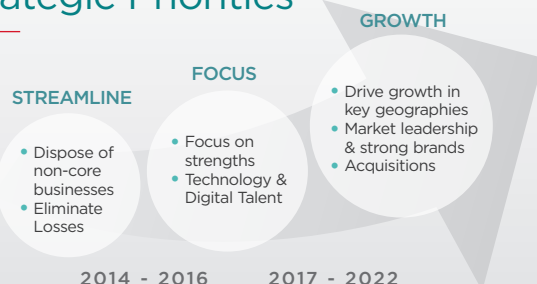 ategic Priorities
GROWTH
FOCUS
STREAMLINE
• Drive growth in
key geographies
• Market leadership
& strong brands
• Acquisitions
• Focus on
strengths
• Technology &
Digital Talent
• Dispose of
non-core
businesses
• Eliminate
Losses
2014 - 2016
2017 - 2022